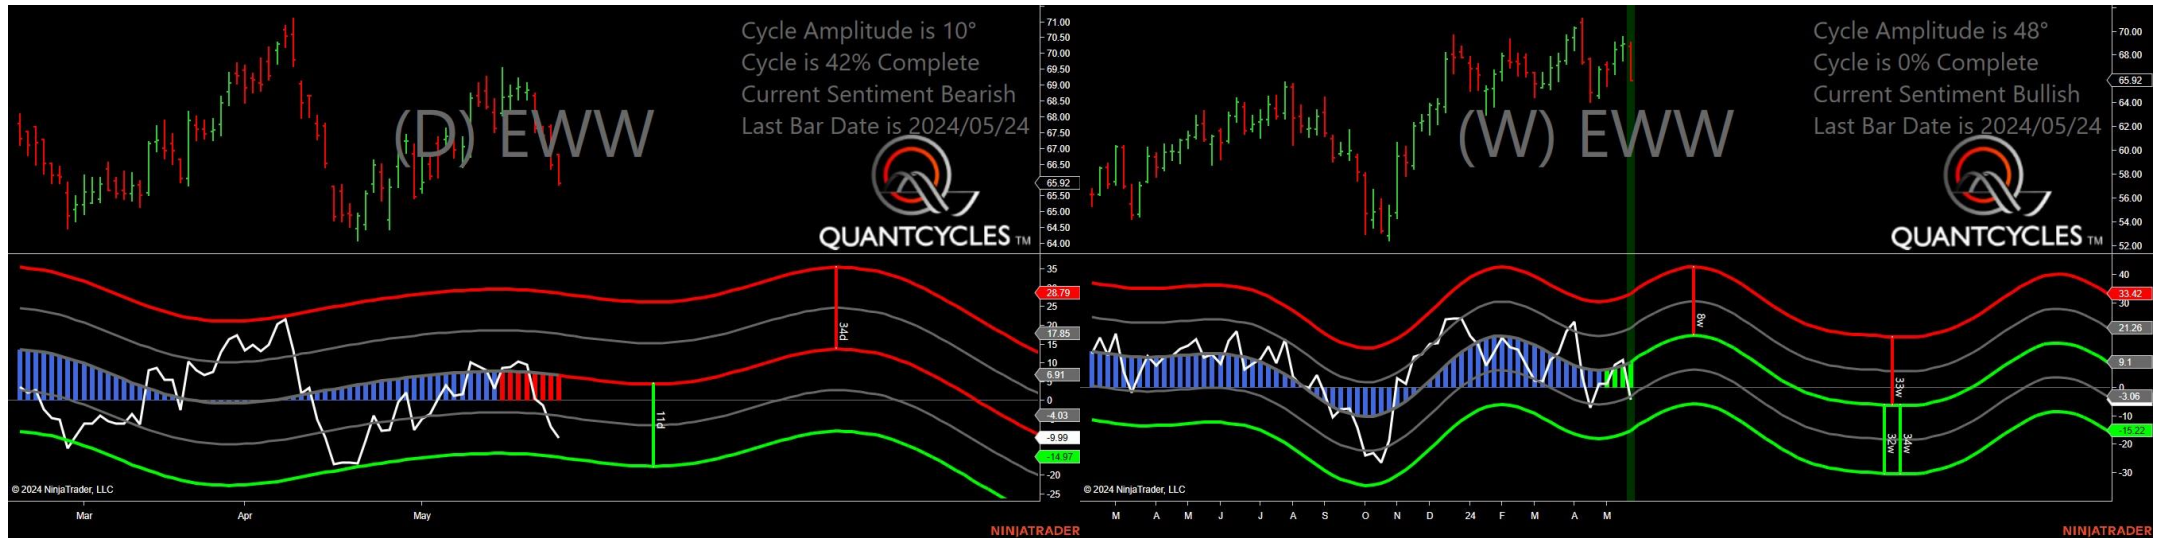 Cycle Amplitude is 10°
Cycle is 42% Complete
Current Sentiment Bearish
Last Bar Date is 2024/05/24
(D) EWW
QUANTCYCLES TM
71.00
70.50
70.00
69.50
69.00
68.50
68.00
67.50
67.00
66.50
65.92
65.50
65.00
64.50
64.00
35
28.79
25
20
17.85
15
10
6.91
5
0
-4.03
-9.99
-14.97
-20
-25
34d
11d
© 2024 NinjaTrader, LLC
Mar
Apr
May
NINJATRADER
Cycle Amplitude is 48°
Cycle is 0% Complete
Current Sentiment Bullish
Last Bar Date is 2024/05/24
(W) EWW
QUANTCYCLES TM
70.00
68.00
65.92
64.00
62.00
60.00
58.00
56.00
54.00
52.00
40
33.42
30
21.26
9.1
0
-3.06
-10
-15.22
-20
-30
8w
33w
32w
34w
© 2024 NinjaTrader, LLC
M A M J J A S O N D 24 F M A M
NINJATRADER